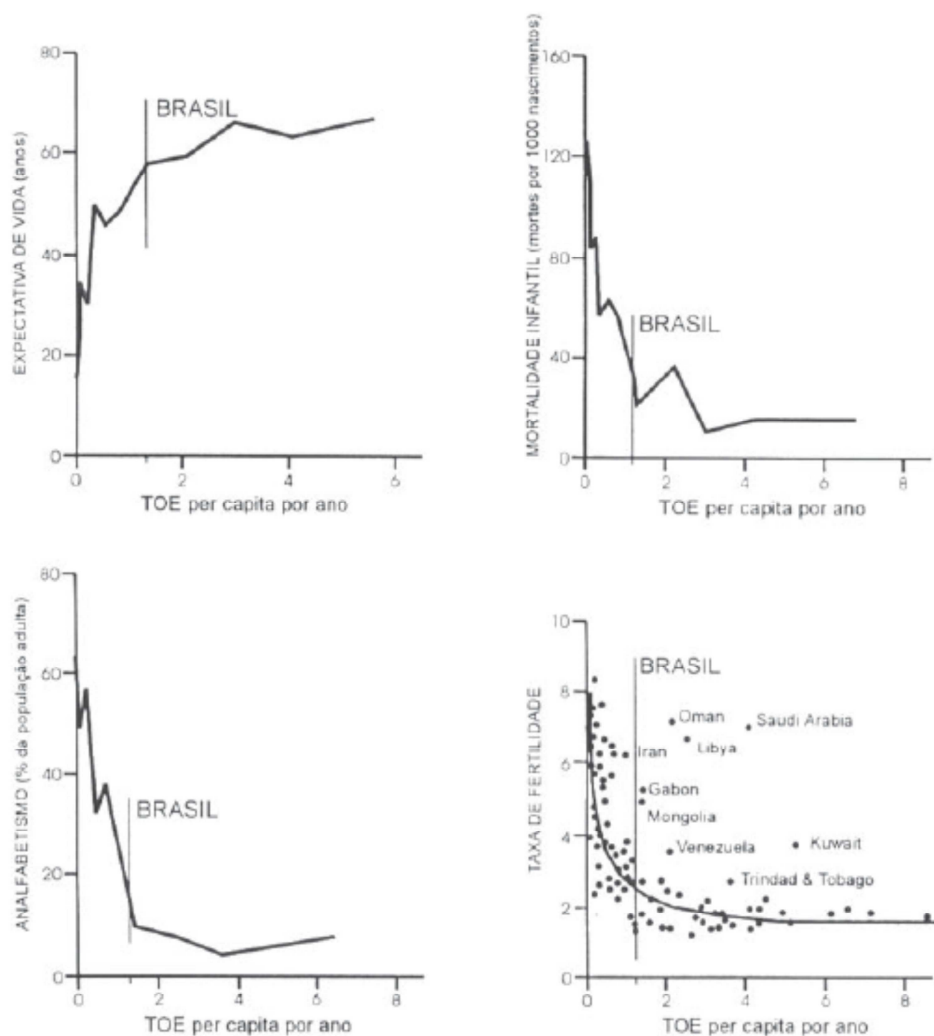 80
60
40
20
0
EXPECTATIVA DE VIDA (anos)
BRASIL
0 2 4 6
TOE per capita por ano
160
120
80
40
0
MORTALIDADE INFANTIL (mortes por 1000 nascimentos)
BRASIL
0 2 4 6 8
TOE per capita por ano
80
60
40
20
0
ANALFABETISMO (% da população adulta)
BRASIL
0 2 4 6 8
TOE per capita por ano
10
8
6
4
2
0
TAXA DE FERTILIDADE
BRASIL
Oman
Saudi Arabia
Iran
Libya
Gabon
Mongolia
Venezuela
Kuwait
Trindad & Tobago
0 2 4 6 8
TOE per capita por ano